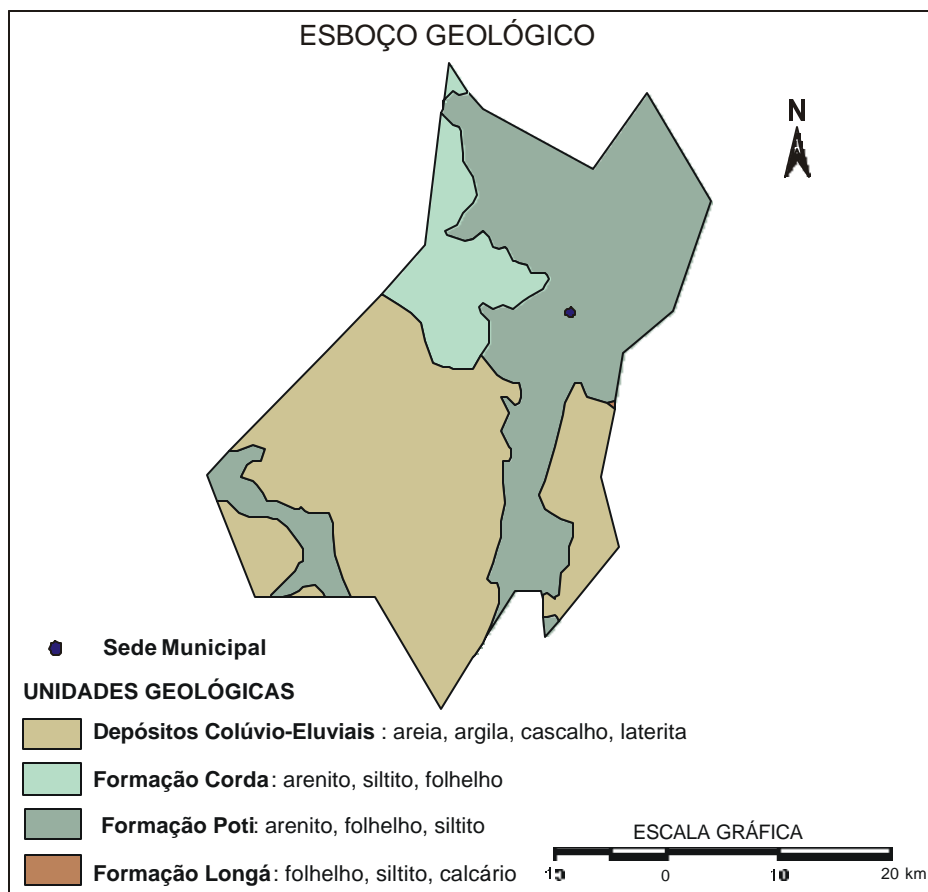 ESBOÇO GEOLÓGICO
N
Sede Municipal
UNIDADES GEOLÓGICAS
Depósitos Colúvio-Eluviais : areia, argila, cascalho, laterita
Formação Corda: arenito, siltito, folhelho
Formação Poti: arenito, folhelho, siltito
Formação Longá: folhelho, siltito, calcário
ESCALA GRÁFICA
10 0 10 20 km